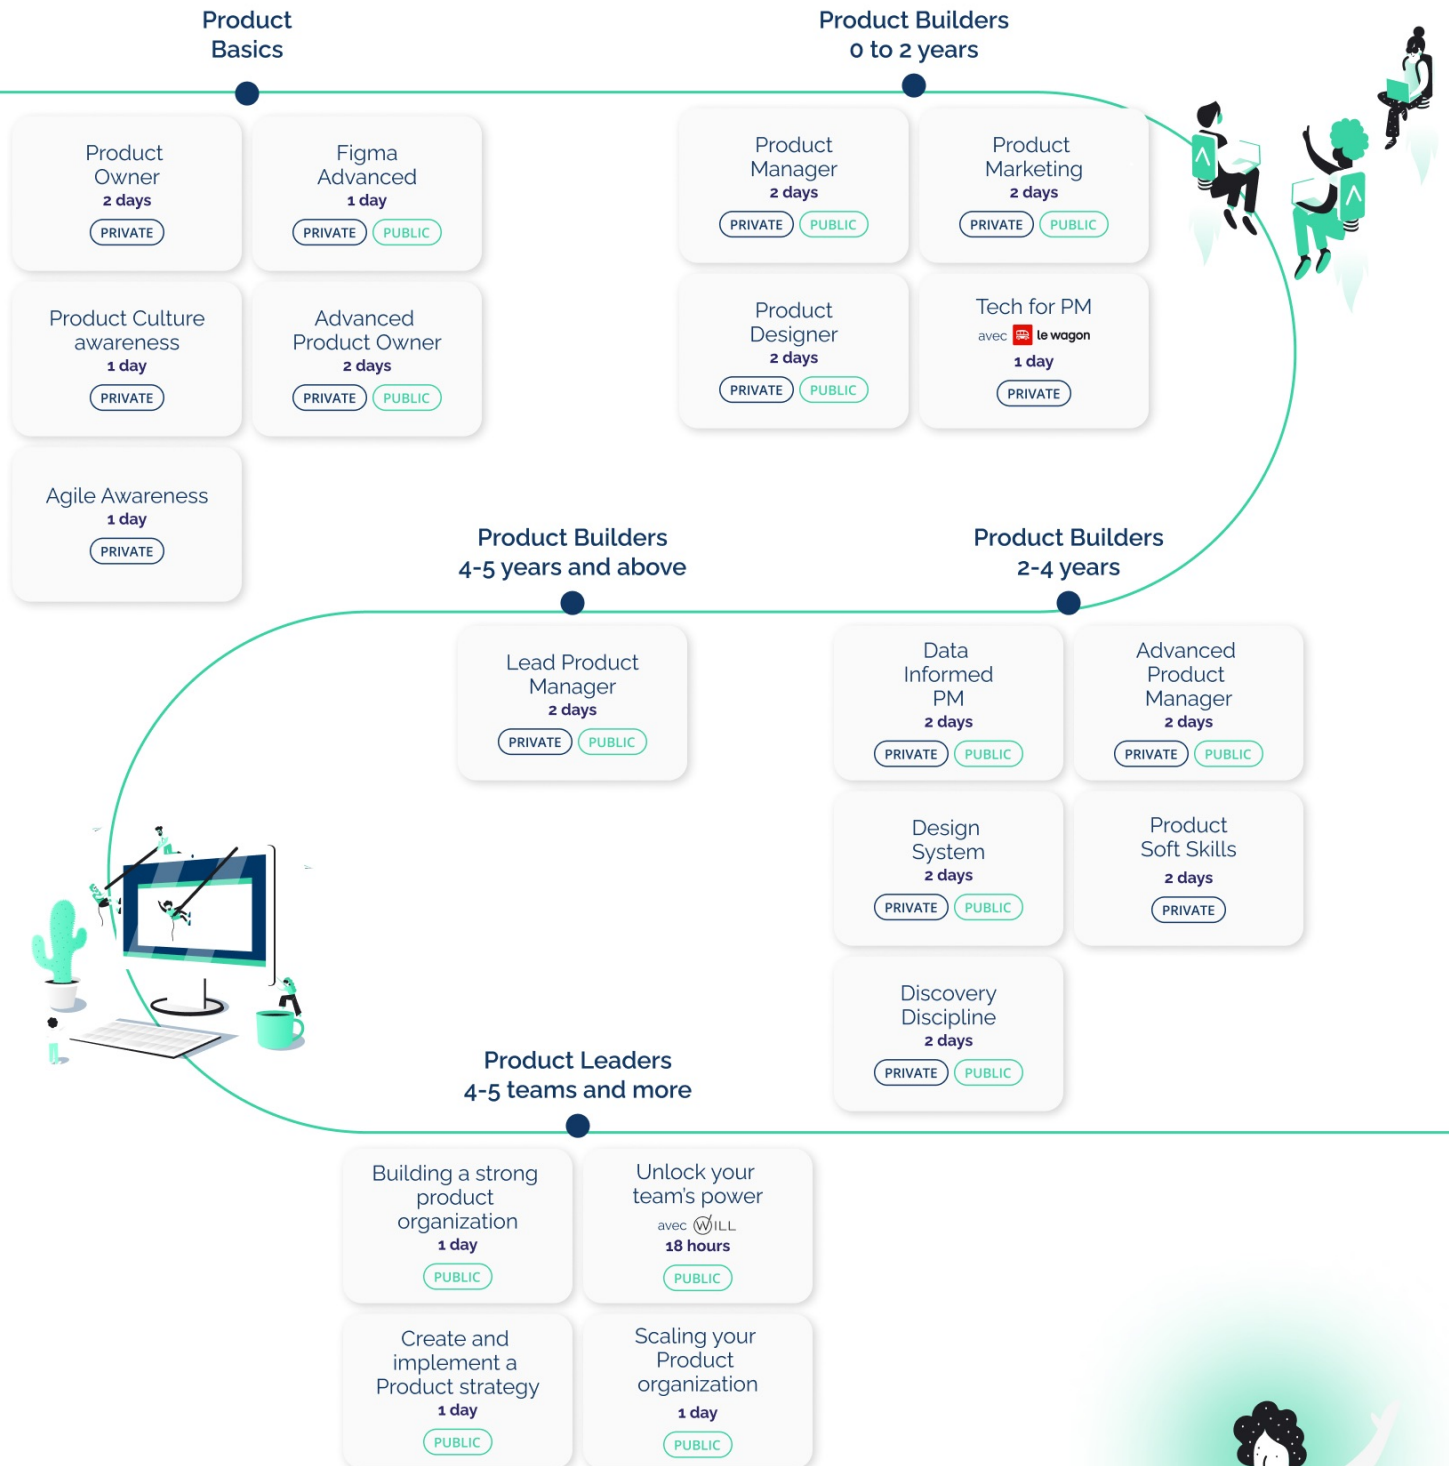 Product
Basics
Product Builders
0 to 2 years
Product
Owner
2 days
PRIVATE
Figma
Advanced
1 day
PRIVATE PUBLIC
Product Culture
awareness
1 day
PRIVATE
Advanced
Product Owner
2 days
PRIVATE PUBLIC
Agile Awareness
1 day
PRIVATE
Product
Manager
2 days
PRIVATE PUBLIC
Product
Marketing
2 days
PRIVATE PUBLIC
Product
Designer
2 days
PRIVATE PUBLIC
Tech for PM
avec le wagon
1 day
PRIVATE
Product Builders
4-5 years and above
Product Builders
2-4 years
Lead Product
Manager
2 days
PRIVATE PUBLIC
Data
Informed
PM
2 days
PRIVATE PUBLIC
Advanced
Product
Manager
2 days
PRIVATE PUBLIC
Design
System
2 days
PRIVATE PUBLIC
Product
Soft Skills
2 days
PRIVATE
Discovery
Discipline
2 days
PRIVATE PUBLIC
Product Leaders
4-5 teams and more
Building a strong
product
organization
1 day
PUBLIC
Unlock your
team's power
avec WILL
18 hours
PUBLIC
Create and
implement a
Product strategy
1 day
PUBLIC
Scaling your
Product
organization
1 day
PUBLIC